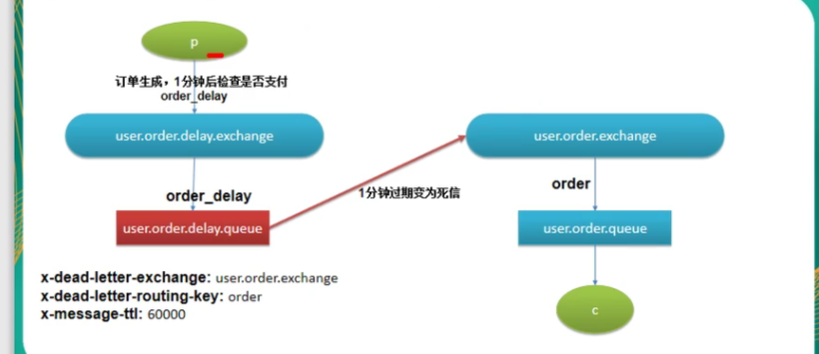 p
订单生成，1分钟后检查是否支付
order_delay
user.order.delay.exchange
user.order.exchange
order_delay
1分钟过期变为死信
order
user.order.delay.queue
user.order.queue
x-dead-letter-exchange: user.order.exchange
x-dead-letter-routing-key: order
x-message-ttl: 60000
c